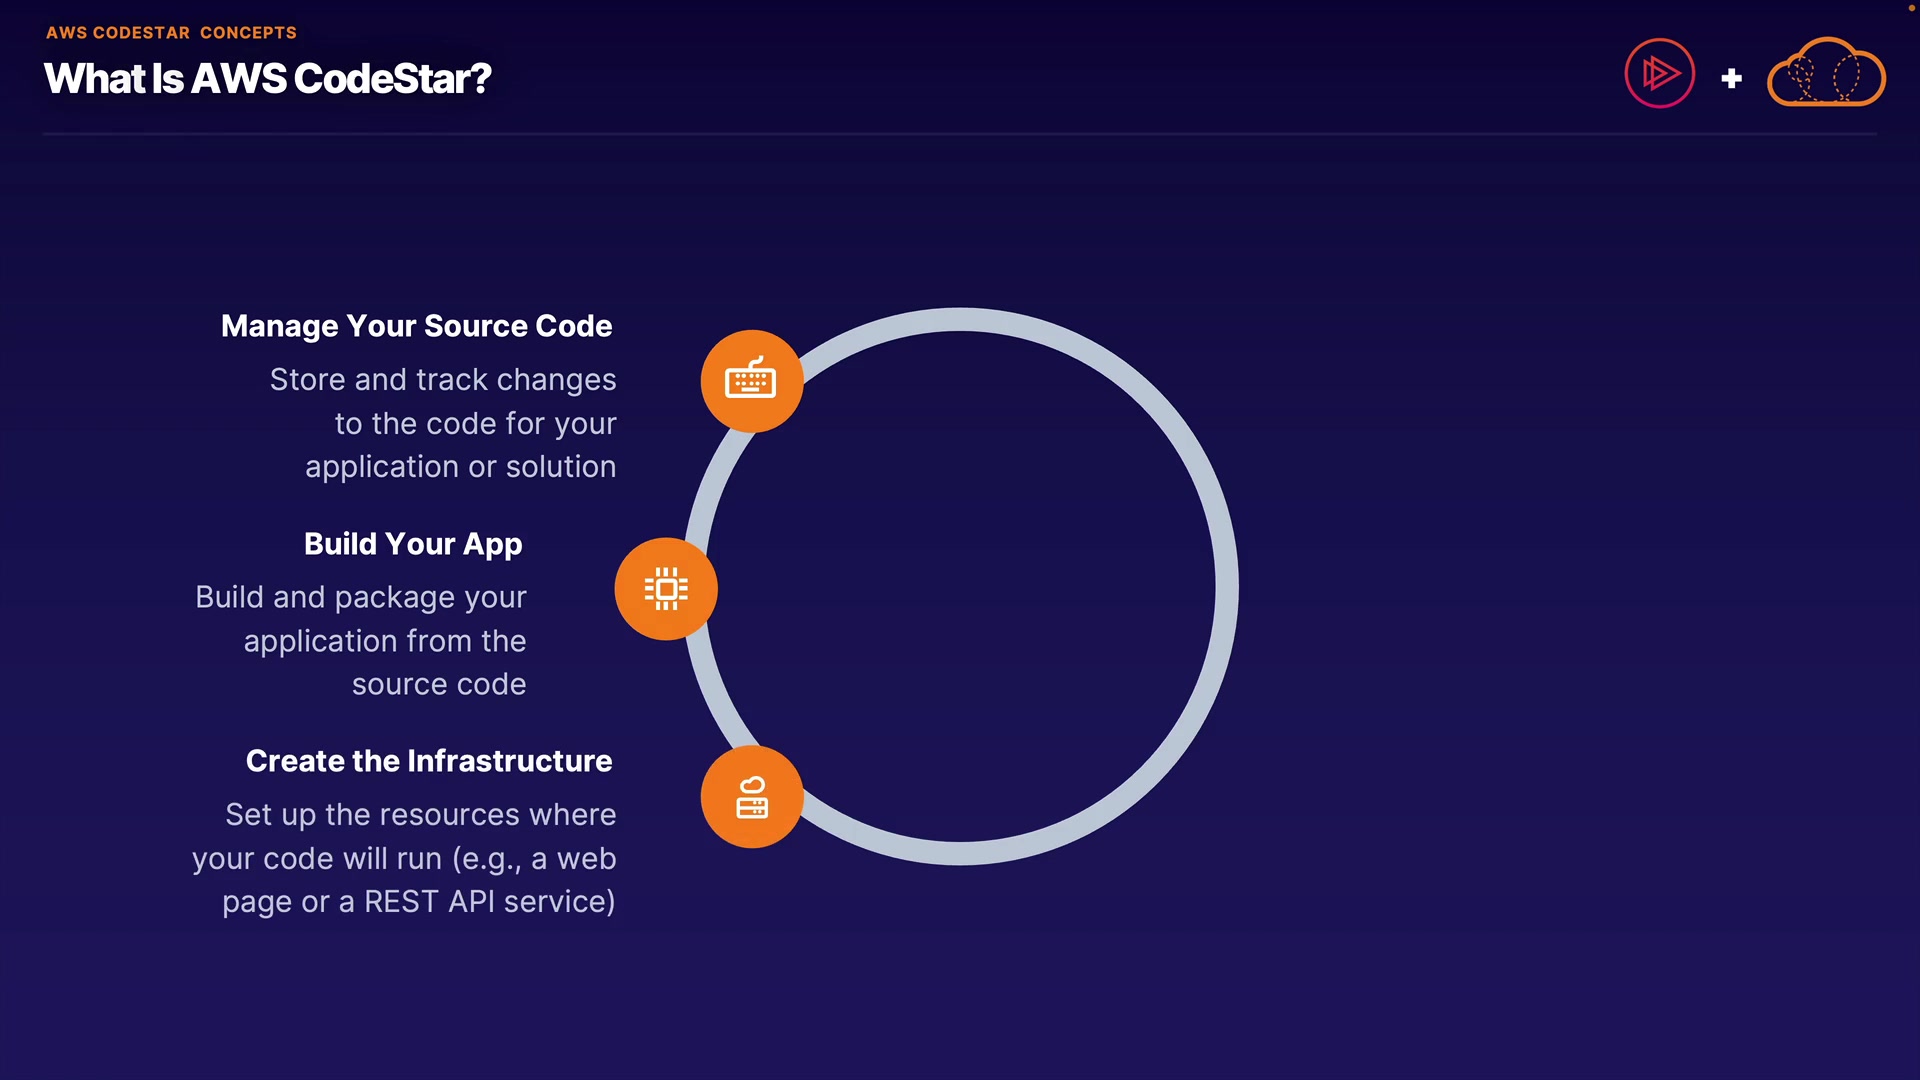 AWS CODESTAR CONCEPTS
What Is AWS CodeStar?
+
Manage Your Source Code
Store and track changes
to the code for your
application or solution
Build Your App
Build and package your
application from the
source code
Create the Infrastructure
Set up the resources where
your code will run (e.g., a web
page or a REST API service)